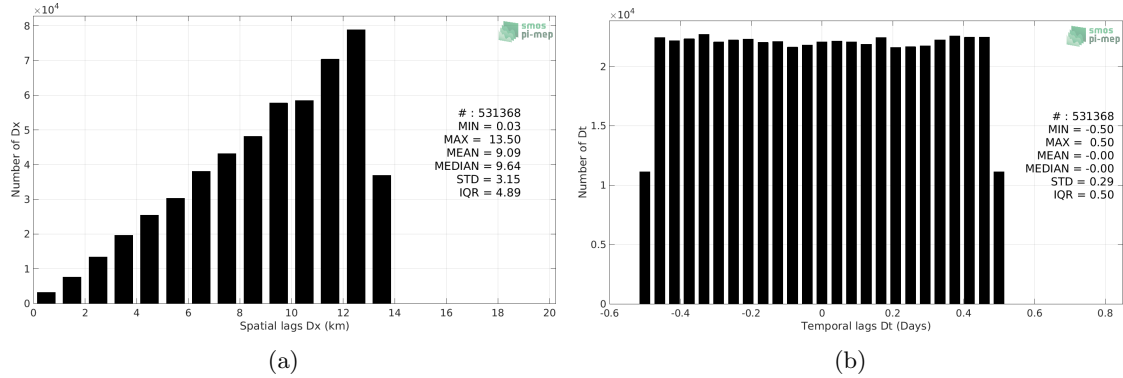 ×10⁴
8
7
6
5
4
3
2
1
0
Number of Dx
0 2 4 6 8 10 12 14 16 18 20
Spatial lags Dx (km)
smos
pi-mep
# : 531368
MIN = 0.03
MAX = 13.50
MEAN = 9.09
MEDIAN = 9.64
STD = 3.15
IQR = 4.89
(a)
×10⁴
2
1.5
1
0.5
0
Number of Dt
-0.6 -0.4 -0.2 0 0.2 0.4 0.6 0.8
Temporal lags Dt (Days)
smos
pi-mep
# : 531368
MIN = -0.50
MAX = 0.50
MEAN = -0.00
MEDIAN = -0.00
STD = 0.29
IQR = 0.50
(b)